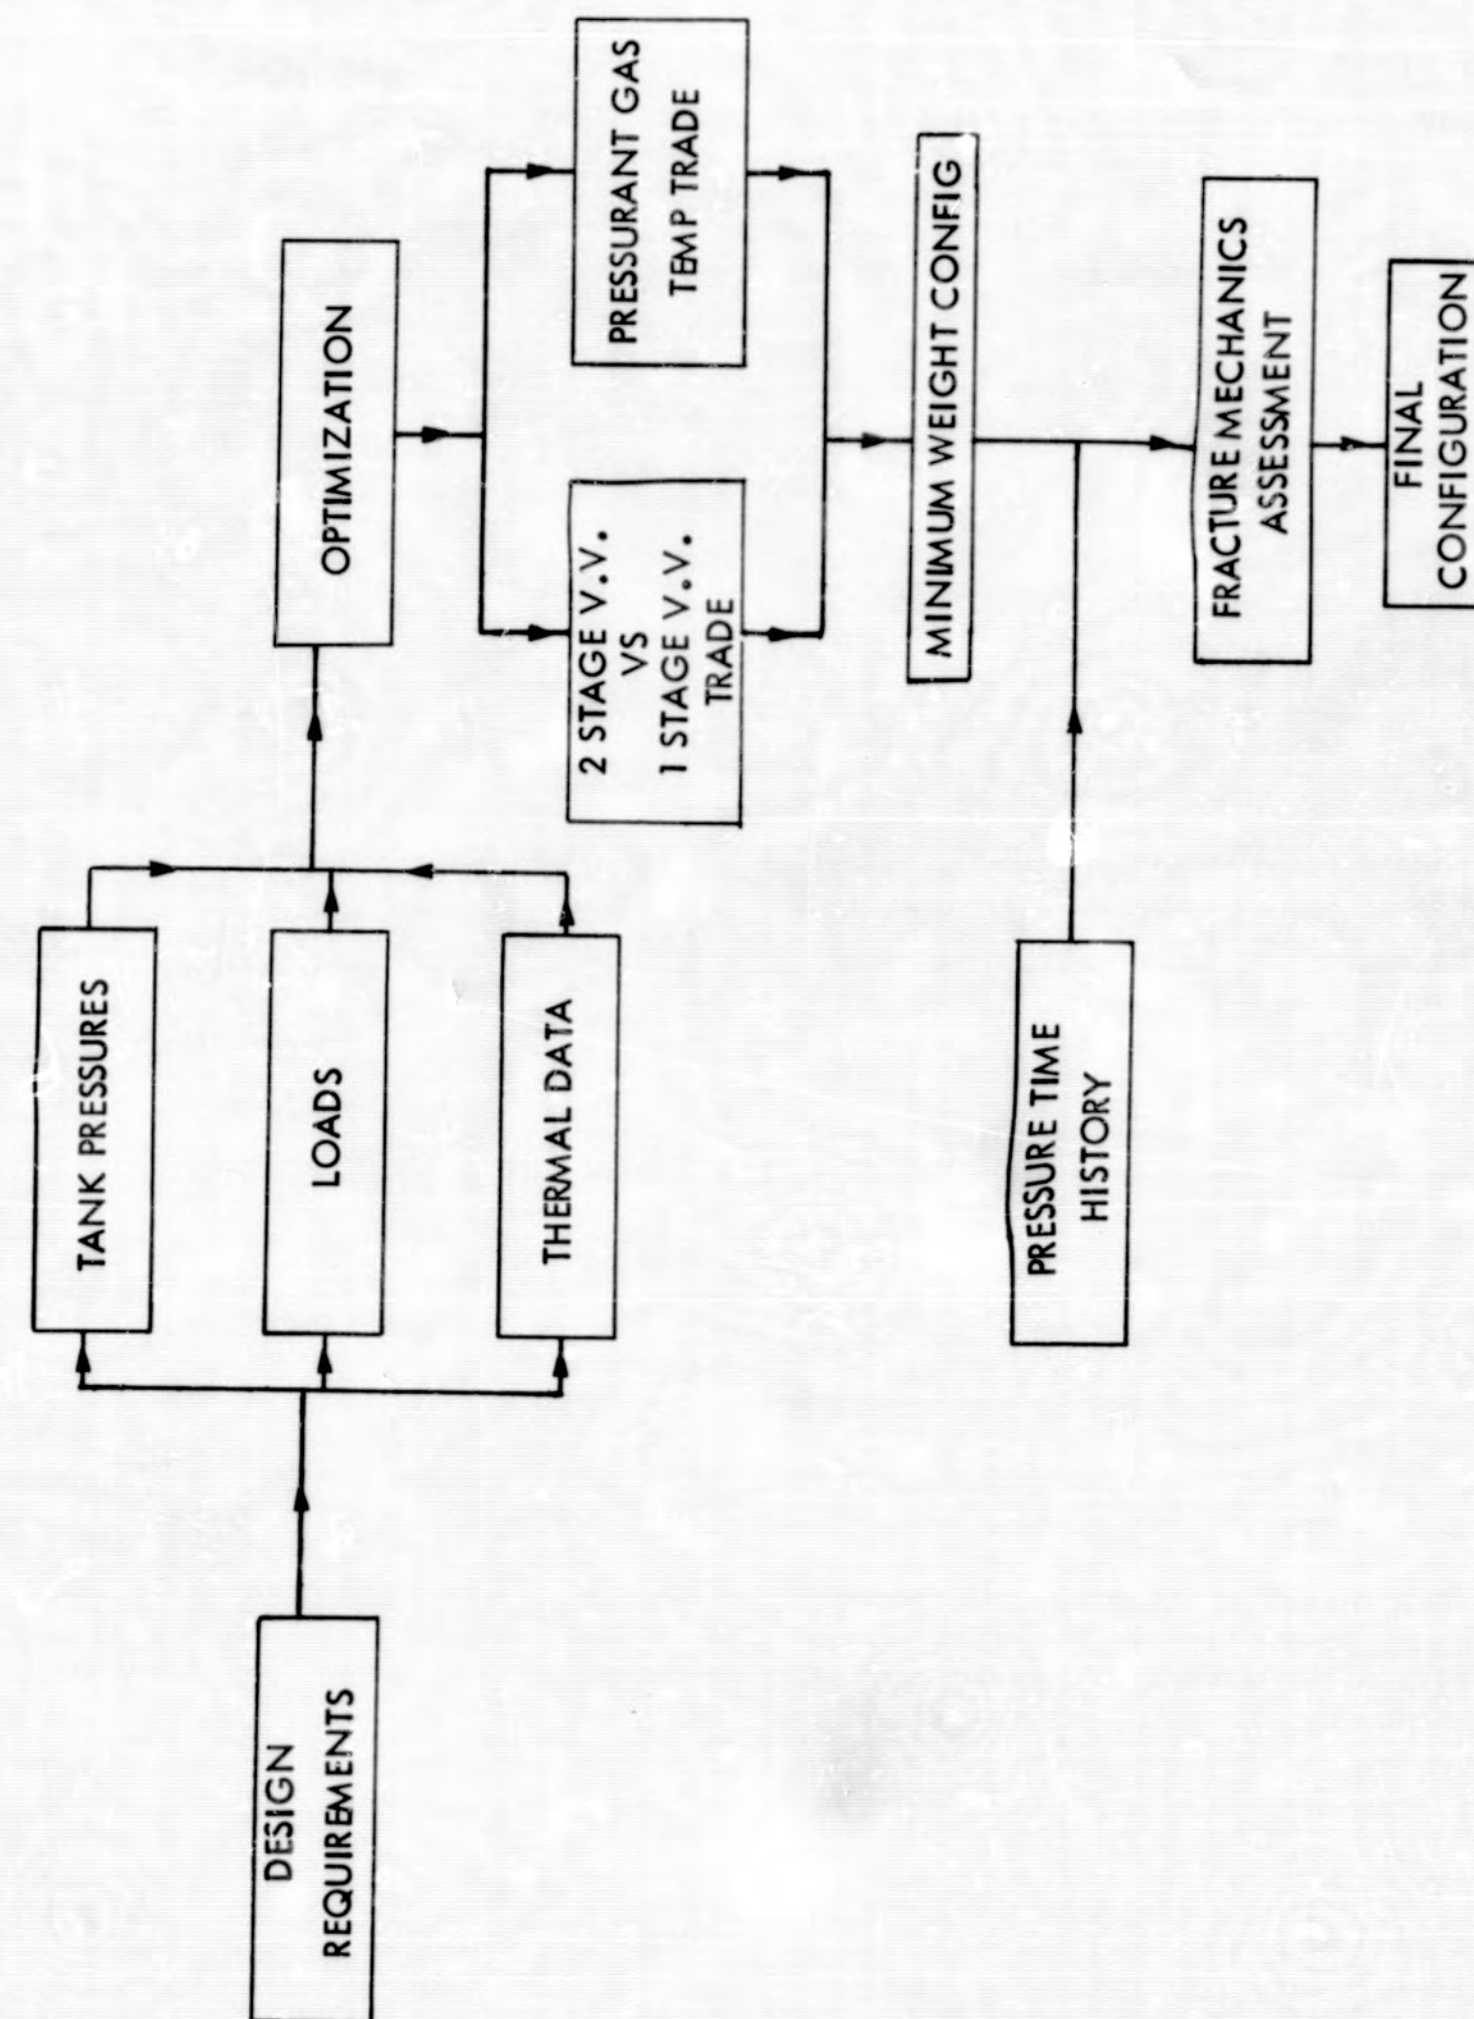 DESIGN
REQUIREMENTS
TANK PRESSURES
LOADS
THERMAL DATA
OPTIMIZATION
2 STAGE V.V.
VS
1 STAGE V.V.
TRADE
PRESSURANT GAS
TEMP TRADE
MINIMUM WEIGHT CONFIG
PRESSURE TIME
HISTORY
FRACTURE MECHANICS
ASSESSMENT
FINAL
CONFIGURATION